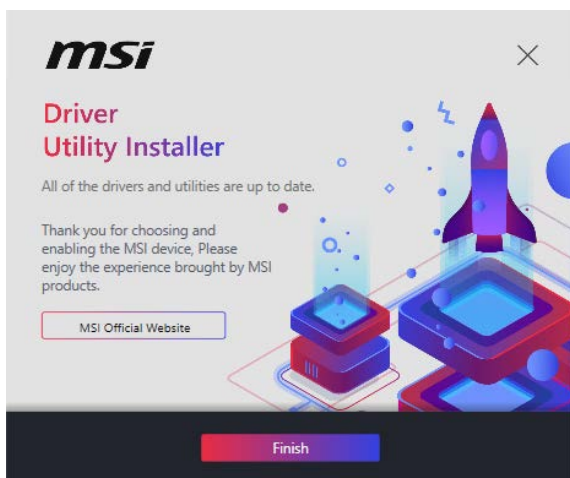 msi
Driver
Utility Installer
All of the drivers and utilities are up to date.
Thank you for choosing and
enabling the MSI device, Please
enjoy the experience brought by MSI
products.
MSI Official Website
Finish